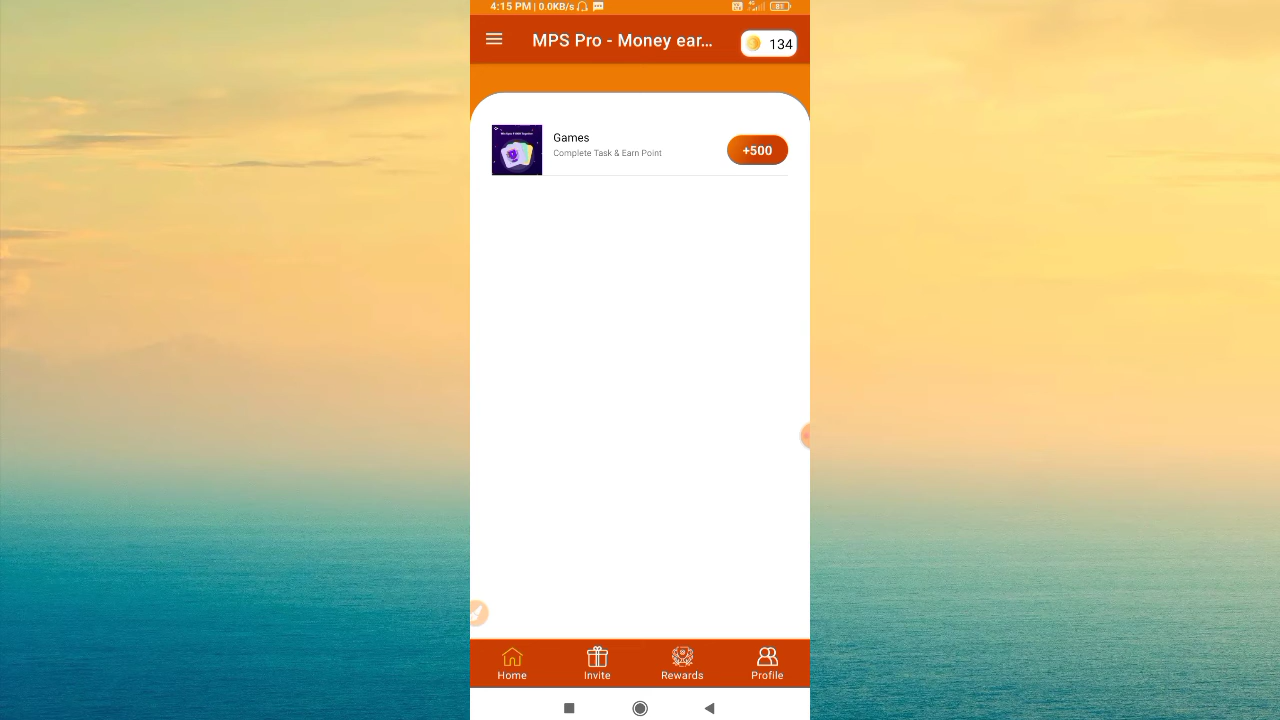 4:15 PM | 0.0KB/s
MPS Pro - Money ear...
134
Games
Complete Task & Earn Point
+500
Home
Invite
Rewards
Profile